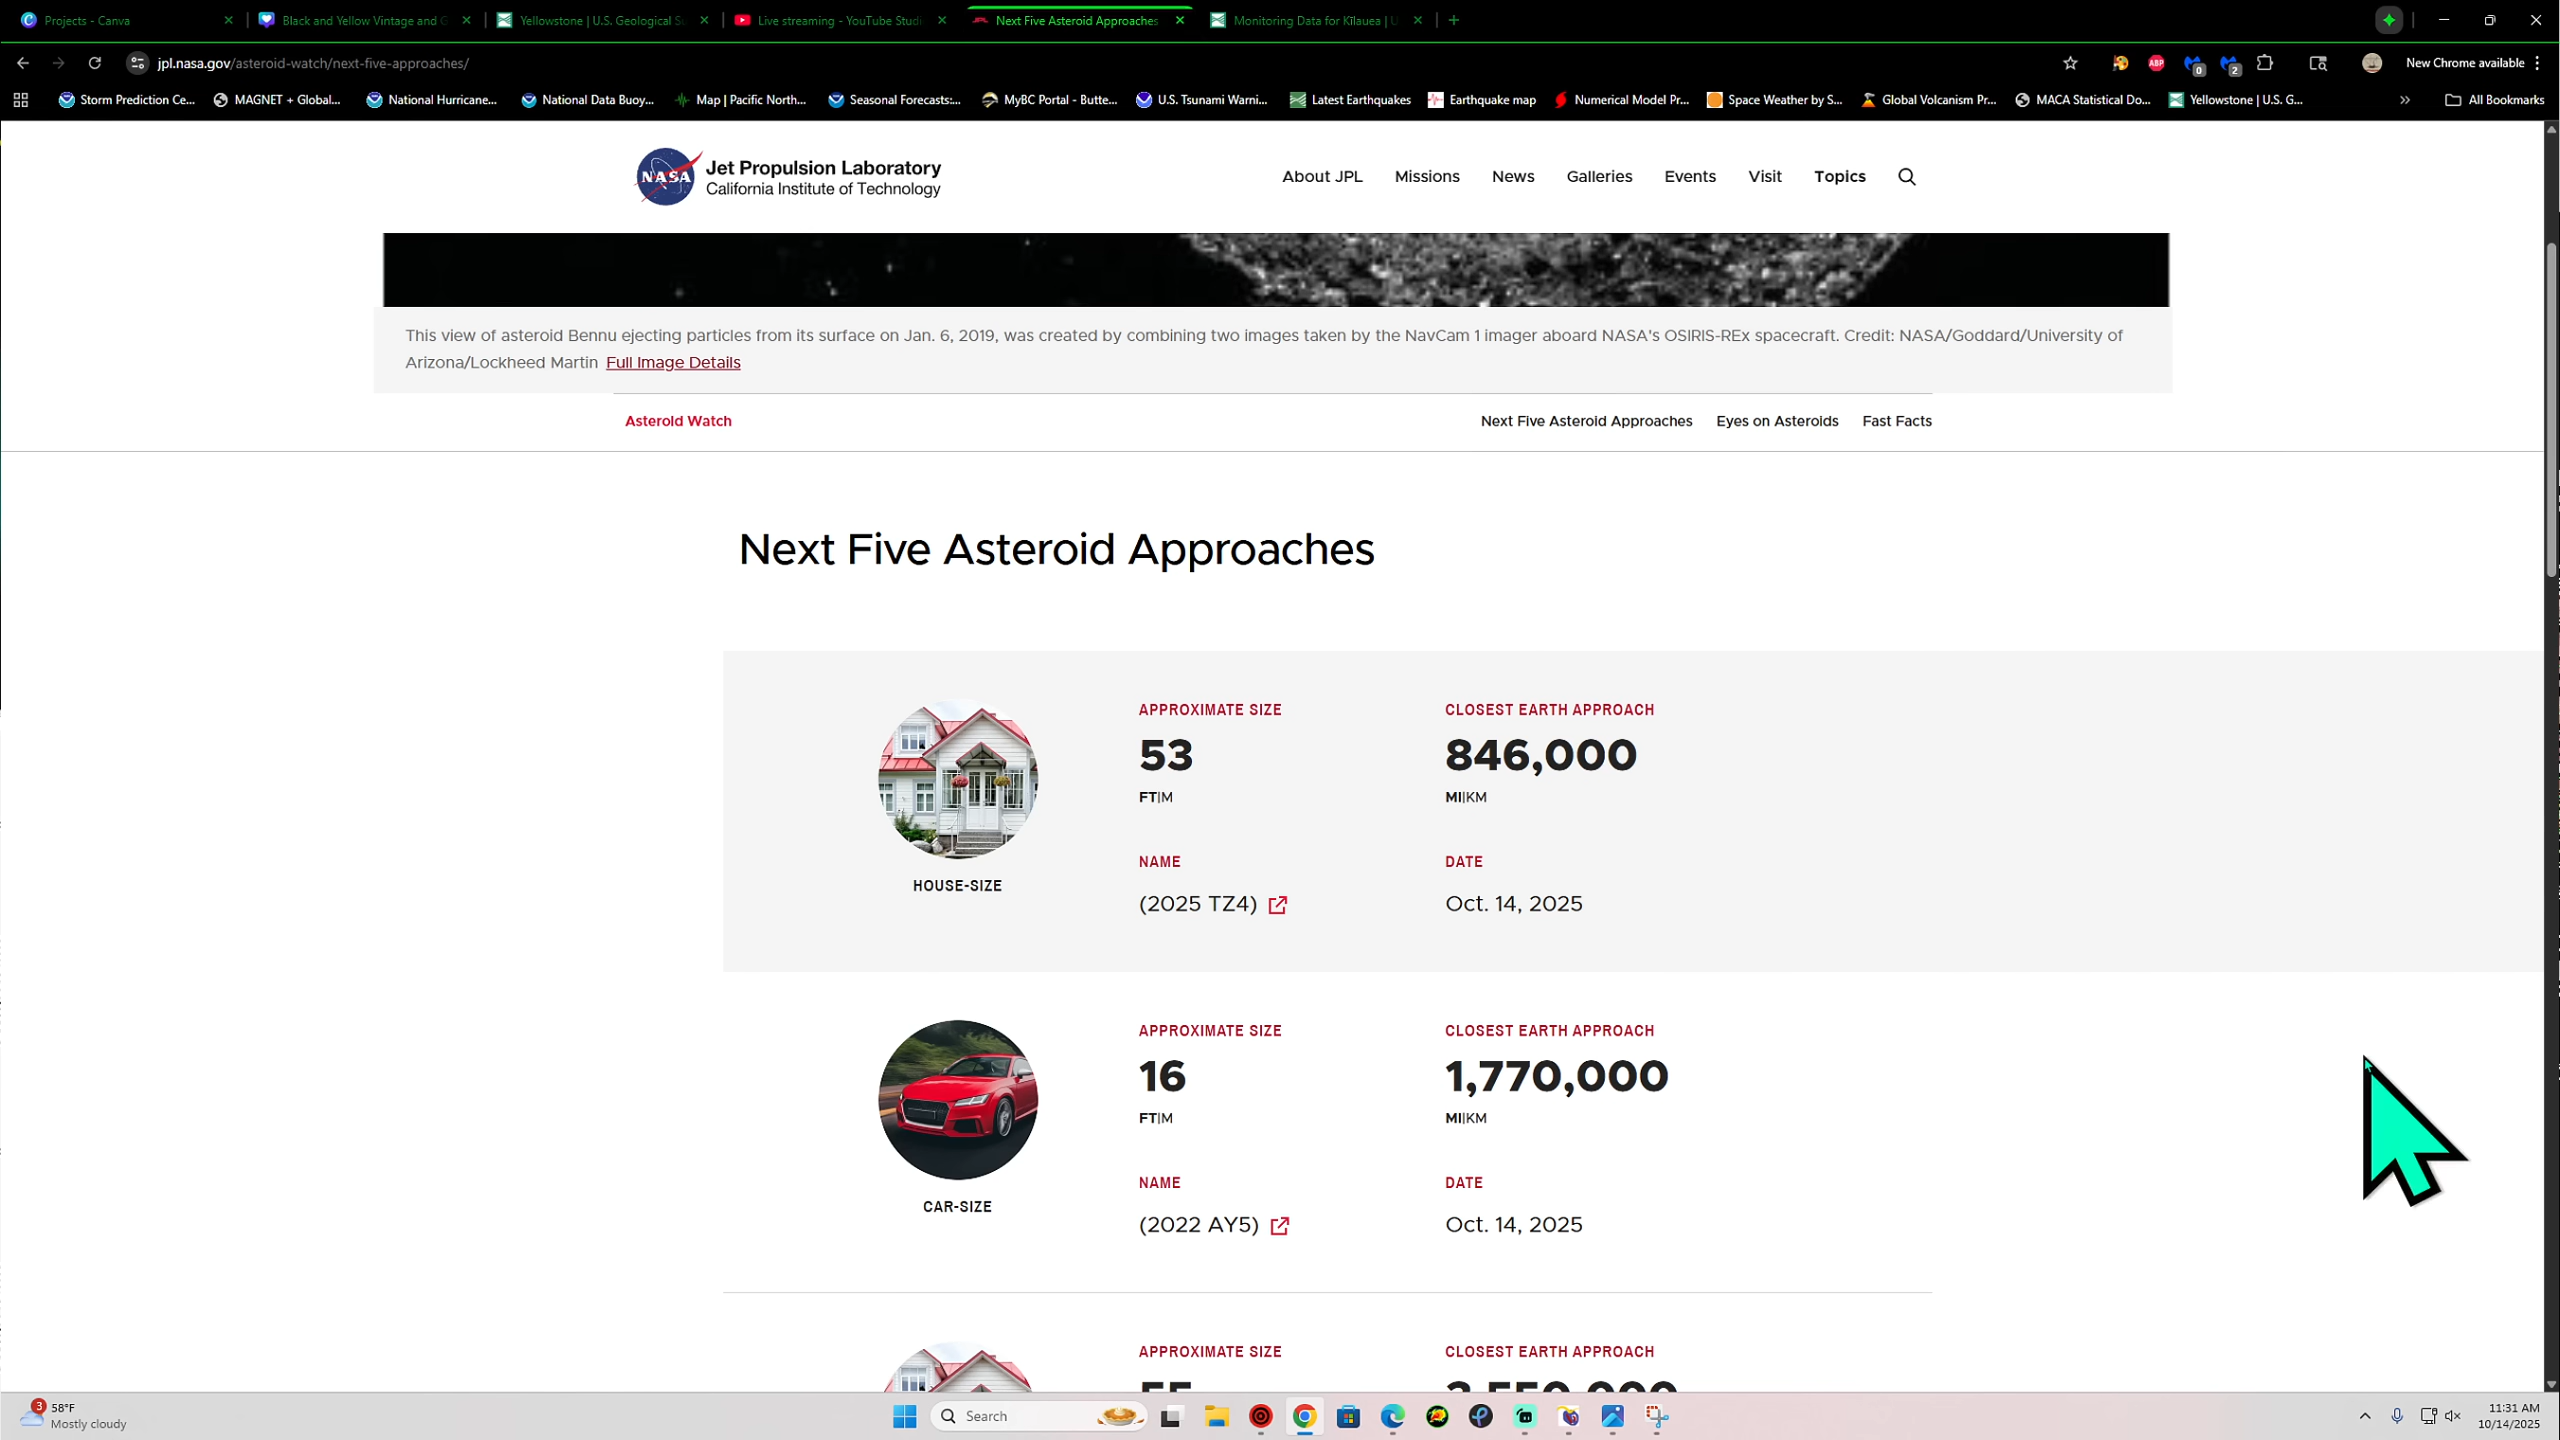 Projects - Canva
Black and Yellow Vintage and G
Yellowstone | U.S. Geological S
Live streaming - YouTube Studi
Next Five Asteroid Approaches
Monitoring Data for Kīlauea | U
jpl.nasa.gov/asteroid-watch/next-five-approaches/
ABP
0
2
New Chrome available
Storm Prediction Ce...
MAGNET + Global...
National Hurricane...
National Data Buoy...
Map | Pacific North...
Seasonal Forecasts:...
MyBC Portal - Butte...
U.S. Tsunami Warni...
Latest Earthquakes
Earthquake map
Numerical Model Pr...
Space Weather by S...
Global Volcanism Pr...
MACA Statistical Do...
Yellowstone | U.S. G...
All Bookmarks
NASA
Jet Propulsion Laboratory
California Institute of Technology
About JPL
Missions
News
Galleries
Events
Visit
Topics
This view of asteroid Bennu ejecting particles from its surface on Jan. 6, 2019, was created by combining two images taken by the NavCam 1 imager aboard NASA's OSIRIS-REx spacecraft. Credit: NASA/Goddard/University of
Arizona/Lockheed Martin Full Image Details
Asteroid Watch
Next Five Asteroid Approaches
Eyes on Asteroids
Fast Facts
Next Five Asteroid Approaches
APPROXIMATE SIZE
CLOSEST EARTH APPROACH
53
846,000
FT|M
MI|KM
HOUSE-SIZE
NAME
DATE
(2025 TZ4)
Oct. 14, 2025
APPROXIMATE SIZE
CLOSEST EARTH APPROACH
16
1,770,000
FT|M
MI|KM
CAR-SIZE
NAME
DATE
(2022 AY5)
Oct. 14, 2025
APPROXIMATE SIZE
CLOSEST EARTH APPROACH
3
58°F
Mostly cloudy
Search
11:31 AM
10/14/2025